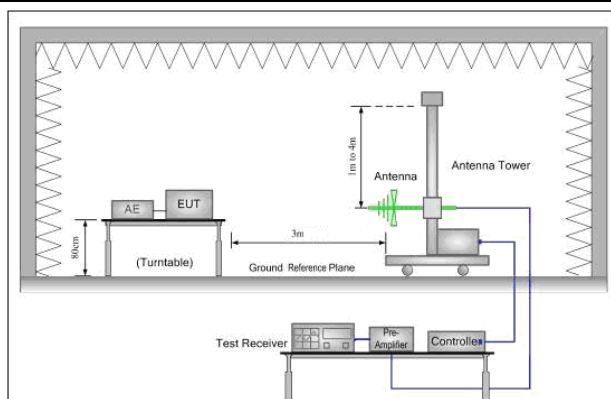 1m to 4m
Antenna
Antenna Tower
AE
EUT
80cm
(Turntable)
3m
Ground Reference Plane
Test Receiver
Pre-
Amplifier
Controller